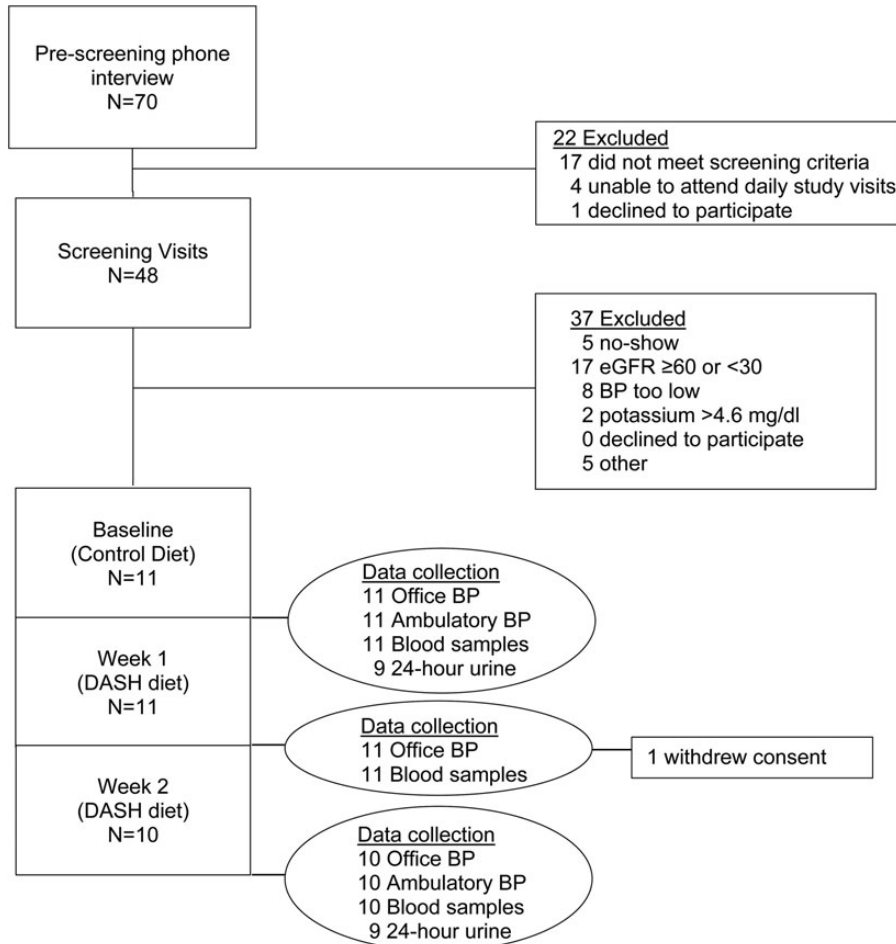 Pre-screening phone
interview
N=70
22 Excluded
17 did not meet screening criteria
4 unable to attend daily study visits
1 declined to participate
Screening Visits
N=48
37 Excluded
5 no-show
17 eGFR ≥60 or <30
8 BP too low
2 potassium >4.6 mg/dl
0 declined to participate
5 other
Baseline
(Control Diet)
N=11
Data collection
11 Office BP
11 Ambulatory BP
11 Blood samples
9 24-hour urine
Week 1
(DASH diet)
N=11
Data collection
11 Office BP
11 Blood samples
1 withdrew consent
Week 2
(DASH diet)
N=10
Data collection
10 Office BP
10 Ambulatory BP
10 Blood samples
9 24-hour urine